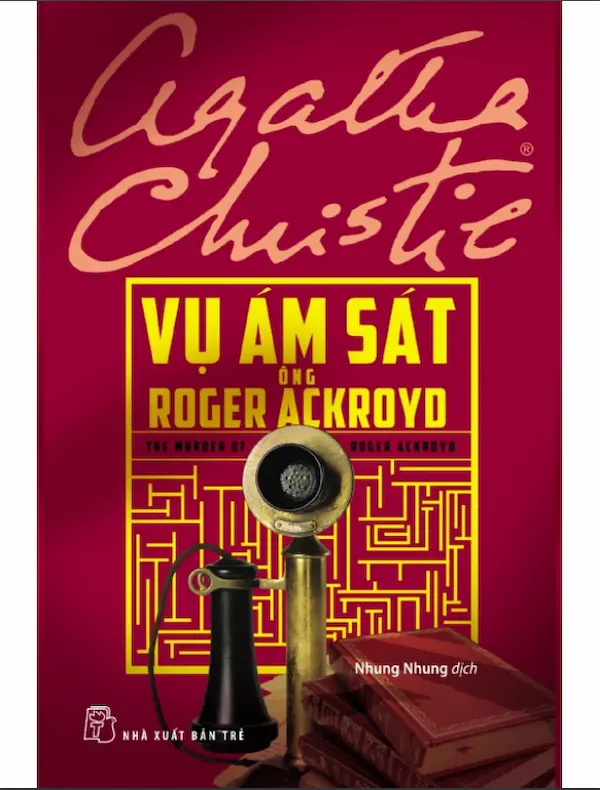 Agatha
Christie®
VỤ ÁM SÁT
ÔNG
ROGER ACKROYD
THE MURDER OF ROGER ACKROYD
Nhung Nhung dịch
NHÀ XUẤT BẢN TRẺ